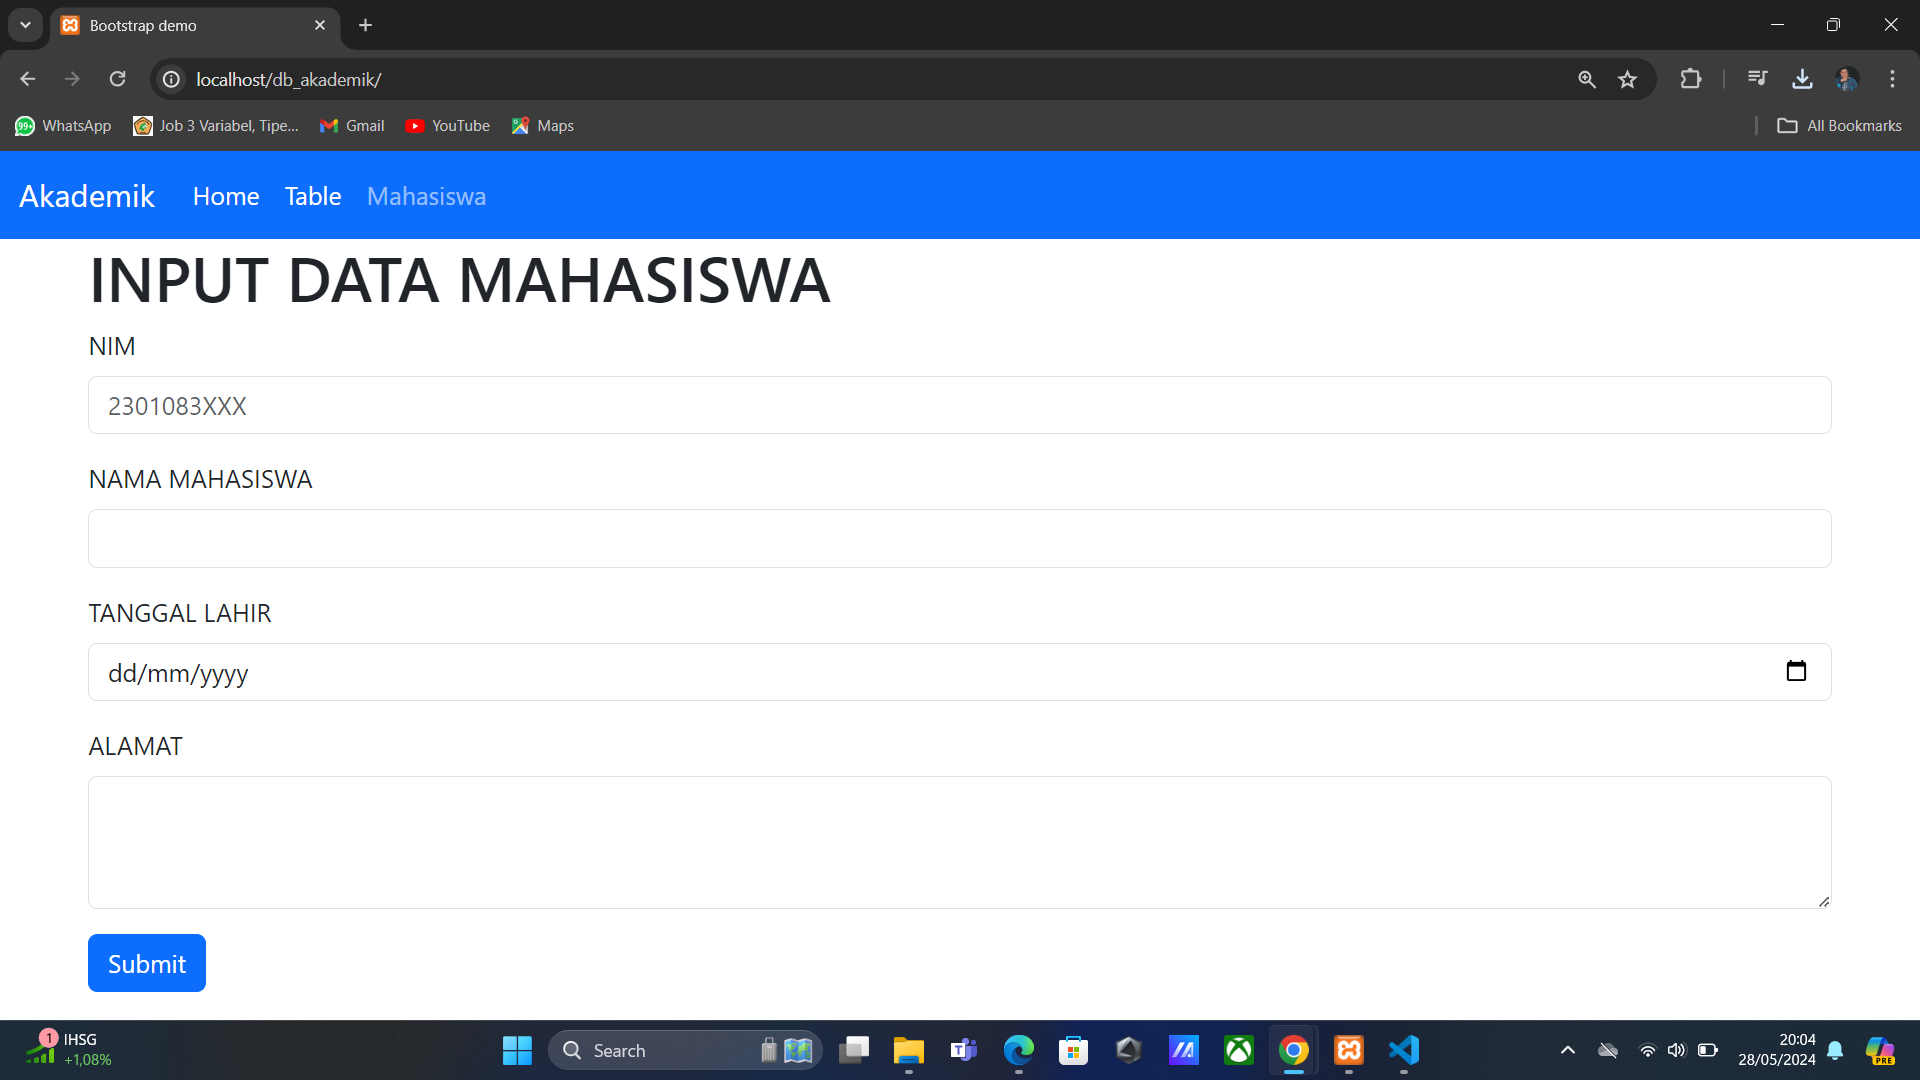 Bootstrap demo
localhost/db_akademik/
WhatsApp Job 3 Variabel, Tipe... Gmail YouTube Maps All Bookmarks
Akademik Home Table Mahasiswa
INPUT DATA MAHASISWA
NIM
2301083XXX
NAMA MAHASISWA
TANGGAL LAHIR
dd/mm/yyyy
ALAMAT
Submit
1 IHSG
+1,08%
Search
20:04
28/05/2024
PRE
99+